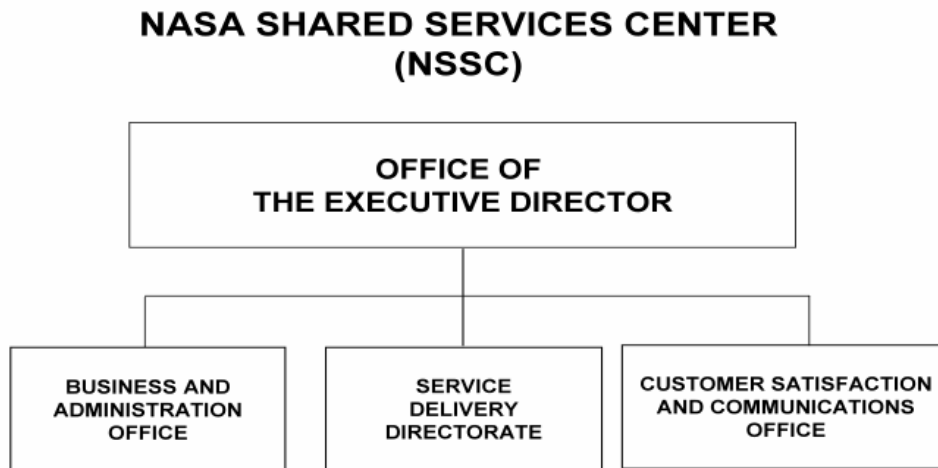 NASA SHARED SERVICES CENTER
(NSSC)
OFFICE OF
THE EXECUTIVE DIRECTOR
BUSINESS AND
ADMINISTRATION
OFFICE
SERVICE
DELIVERY
DIRECTORATE
CUSTOMER SATISFACTION
AND COMMUNICATIONS
OFFICE